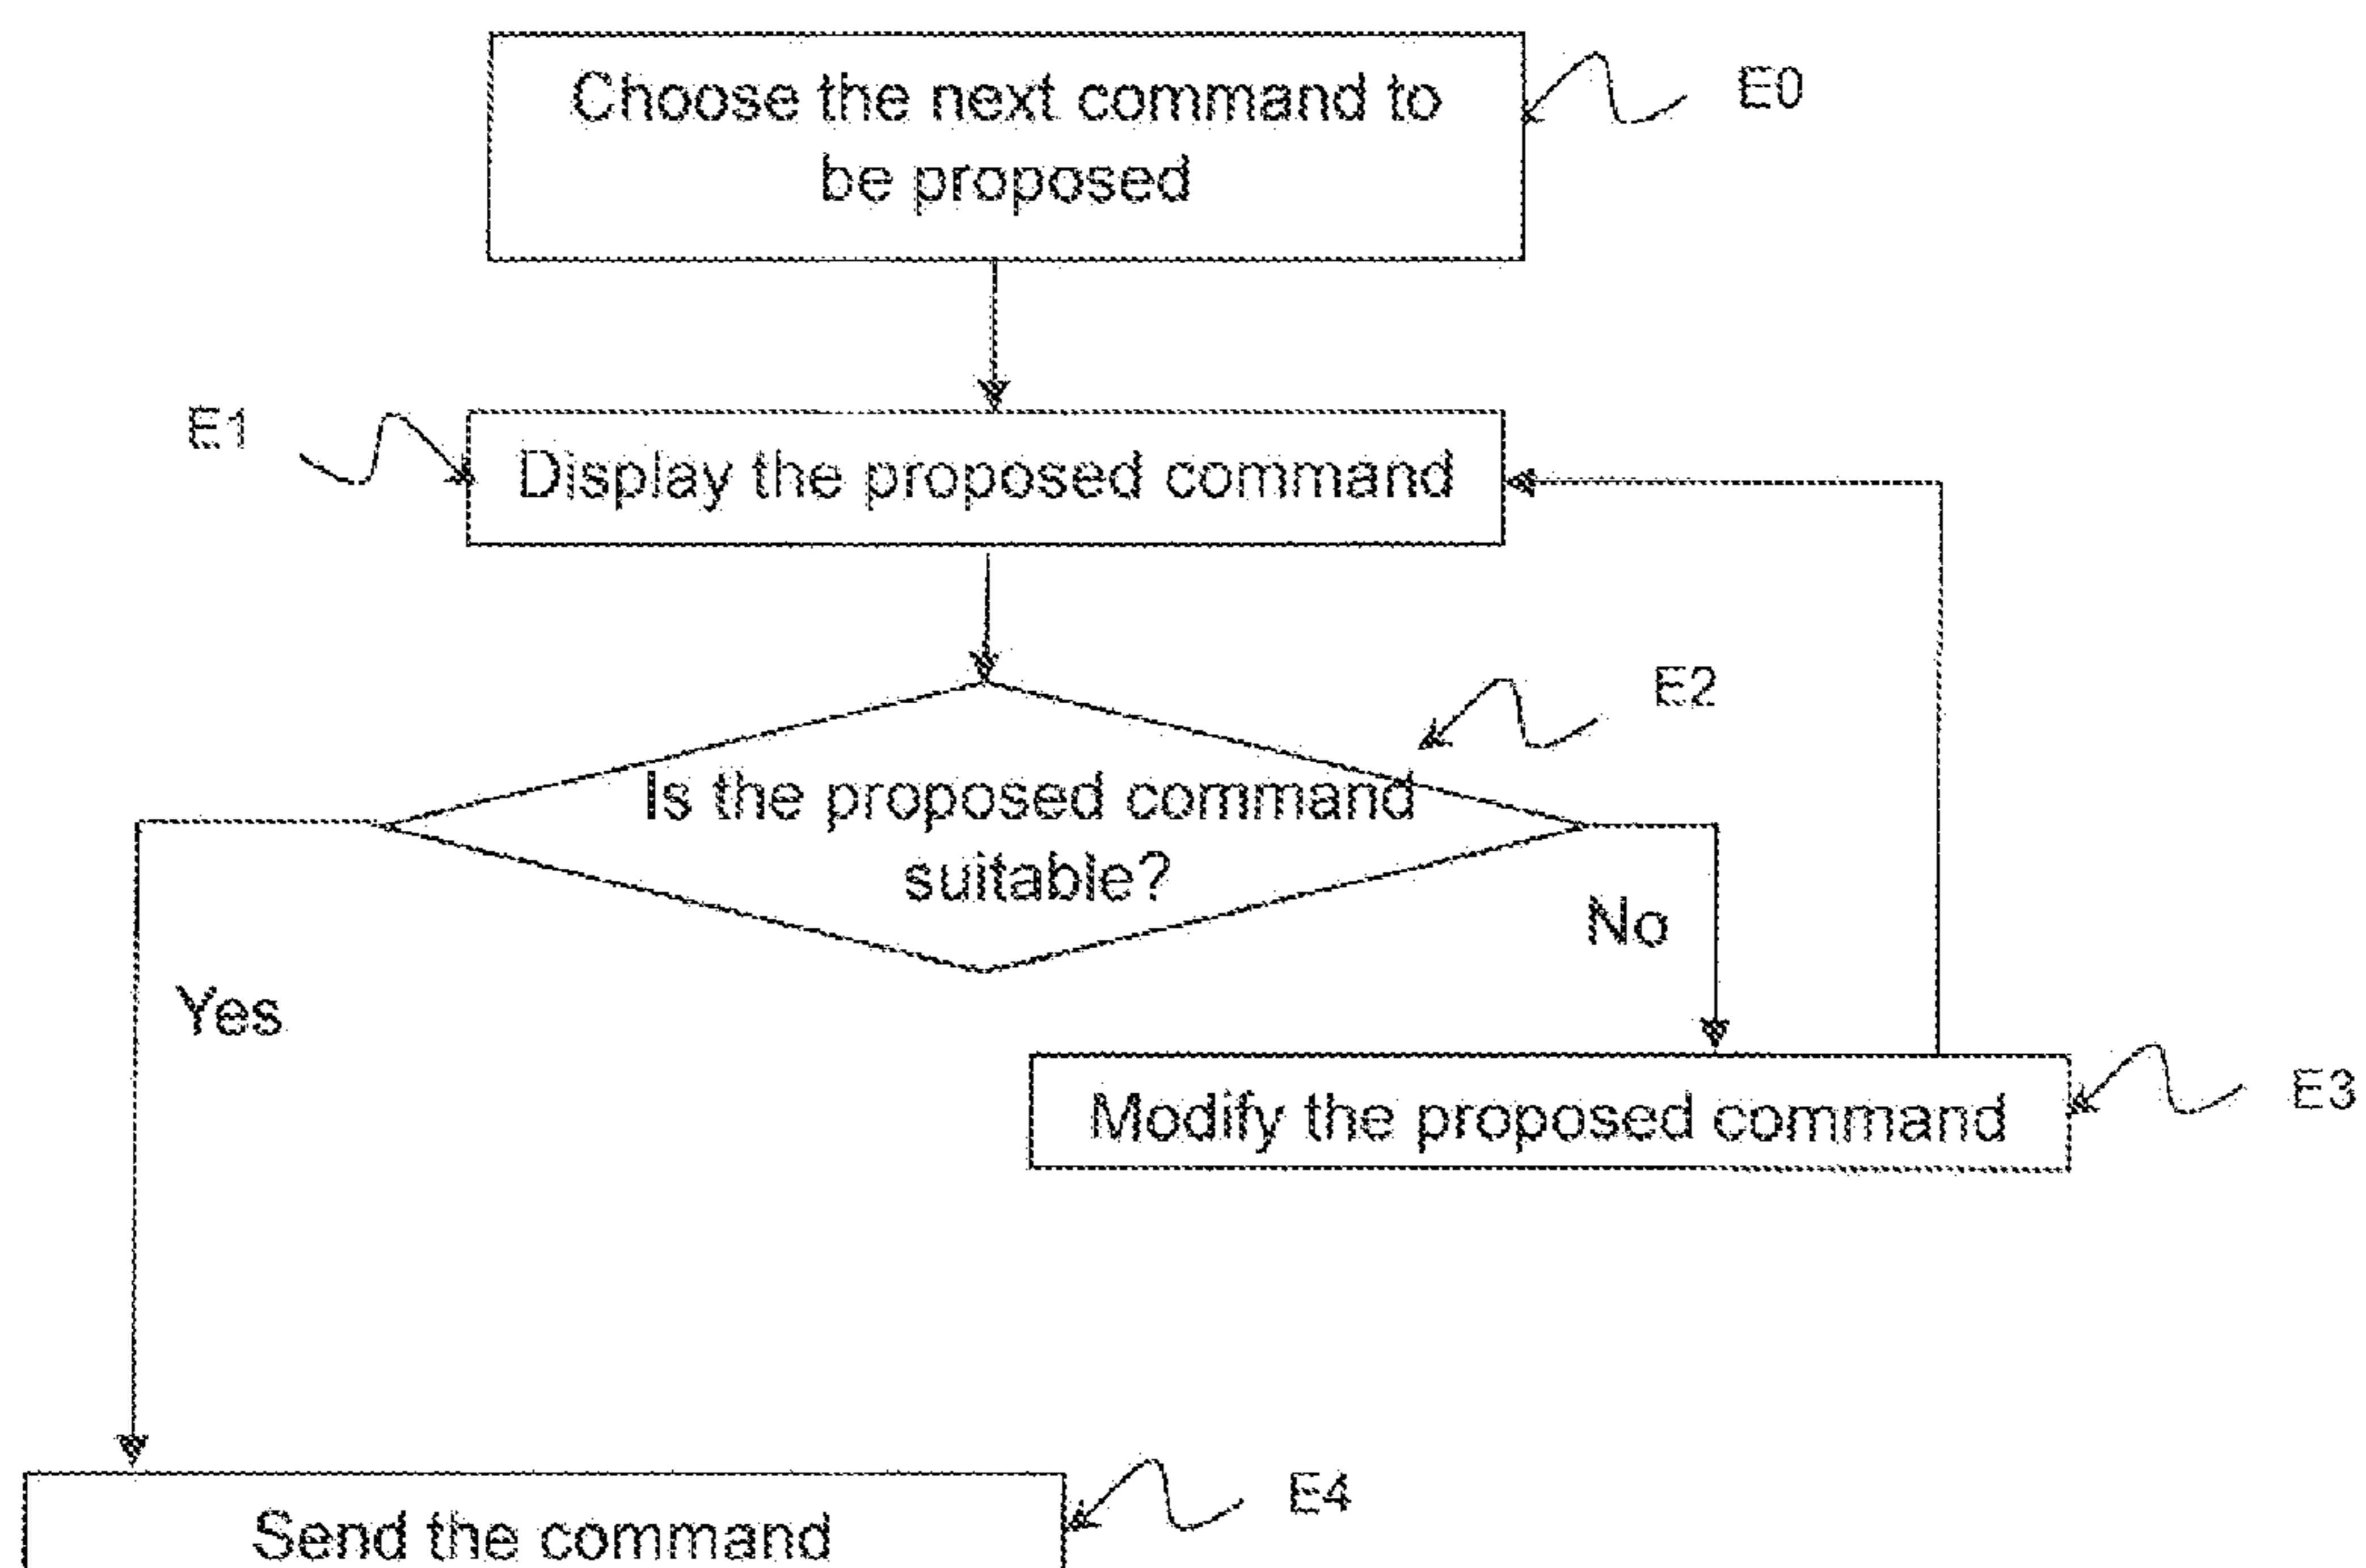 Choose the next command to
be proposed
E0
E1
Display the proposed command
E2
Is the proposed command
suitable?
No
Yes
Modify the proposed command
E3
E4
Send the command